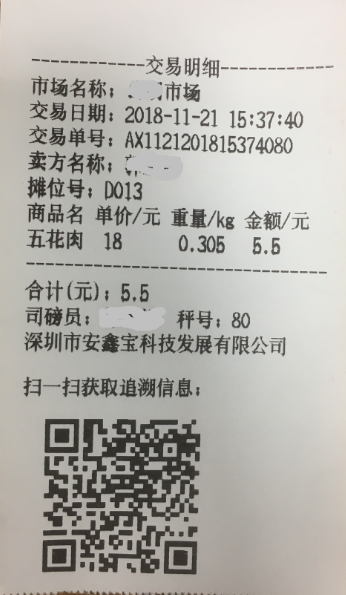 交易明细
市场名称：市场
交易日期：2018-11-21 15:37:40
交易单号：AX1121201815374080
卖方名称：
摊位号：D013
商品名 单价/元 重量/kg 金额/元
五花肉 18 0.305 5.5
合计(元)：5.5
司磅员： 秤号：80
深圳市安鑫宝科技发展有限公司
扫一扫获取追溯信息：